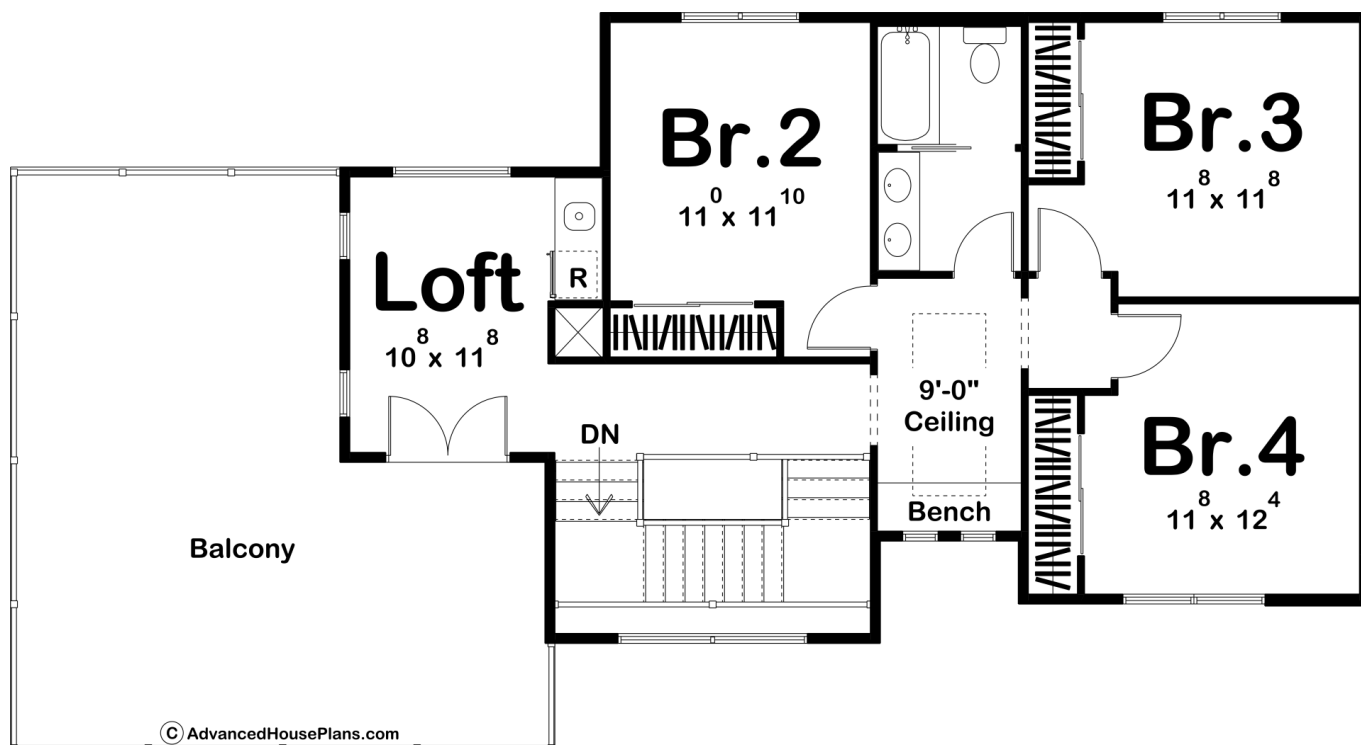 Br.2
11⁰ x 11¹⁰
Br.3
11⁸ x 11⁸
Loft
10⁸ x 11⁸
R
9'-0"
Ceiling
DN
Br.4
11⁸ x 12⁴
Bench
Balcony
© AdvancedHousePlans.com